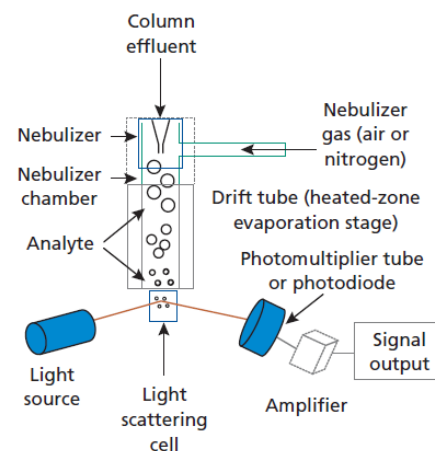 Column
effluent
Nebulizer
Nebulizer
gas (air or
nitrogen)
Nebulizer
chamber
Drift tube (heated-zone
evaporation stage)
Analyte
Photomultiplier tube
or photodiode
Signal
output
Light
source
Light
scattering
cell
Amplifier